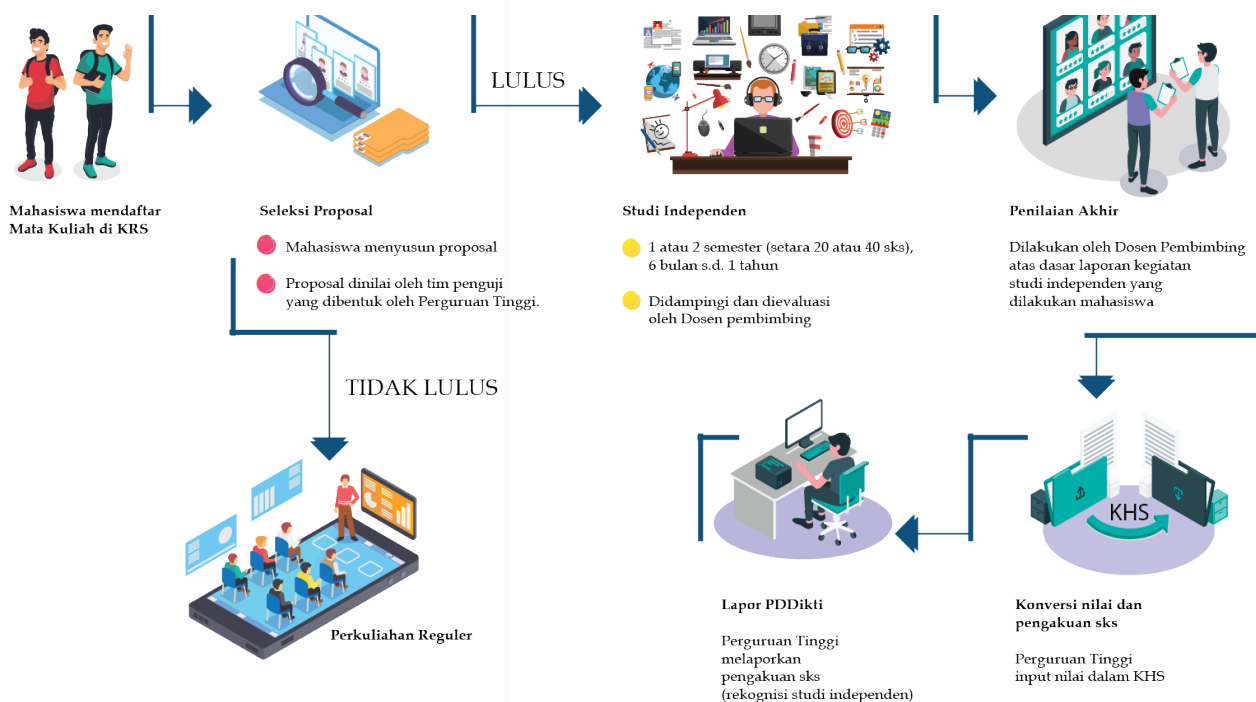 LULUS
Mahasiswa mendaftar
Mata Kuliah di KRS
Seleksi Proposal
Mahasiswa menyusun proposal
Proposal dinilai oleh tim penguji
yang dibentuk oleh Perguruan Tinggi.
Studi Independen
1 atau 2 semester (setara 20 atau 40 sks),
6 bulan s.d. 1 tahun
Didampingi dan dievaluasi
oleh Dosen pembimbing
Penilaian Akhir
Dilakukan oleh Dosen Pembimbing
atas dasar laporan kegiatan
studi independen yang
dilakukan mahasiswa
TIDAK LULUS
Perkuliahan Reguler
KHS
Konversi nilai dan
pengakuan sks
Perguruan Tinggi
input nilai dalam KHS
Lapor PDDikti
Perguruan Tinggi
melaporkan
pengakuan sks
(rekognisi studi independen)